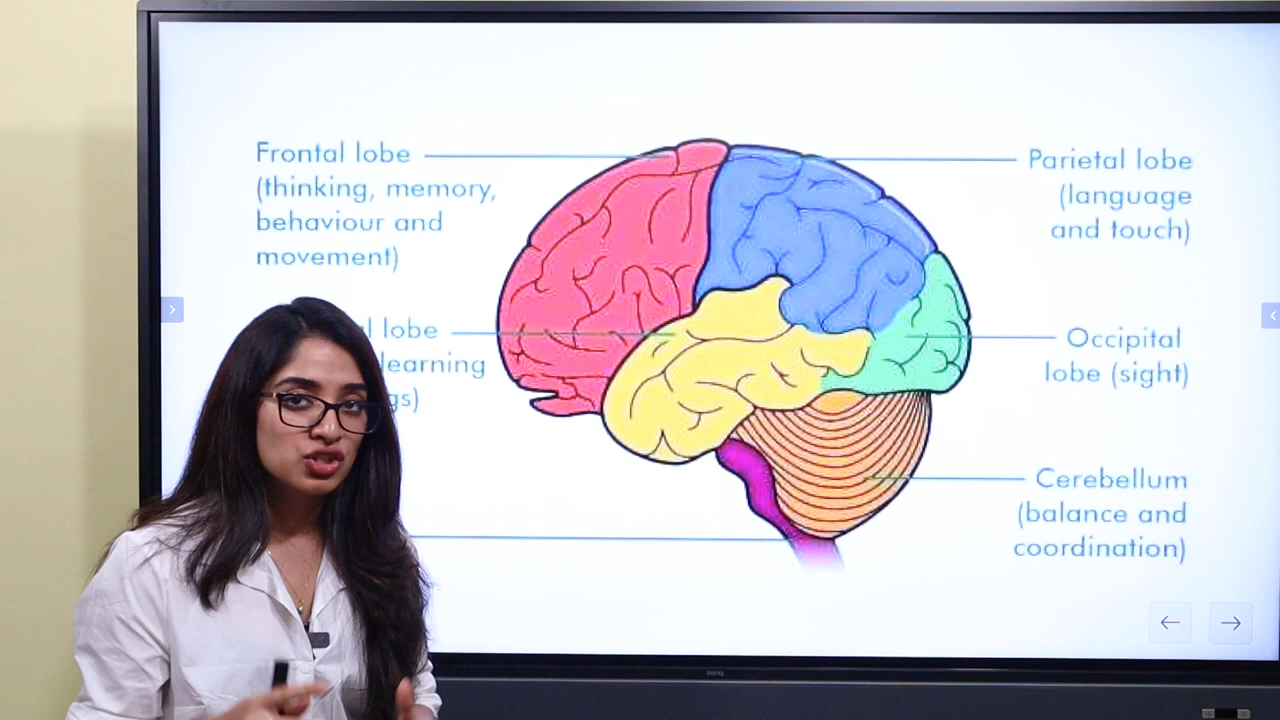 Frontal lobe
(thinking, memory,
behaviour and
movement)
lobe
learning
Parietal lobe
(language
and touch)
Occipital
lobe (sight)
Cerebellum
(balance and
coordination)
BenQ